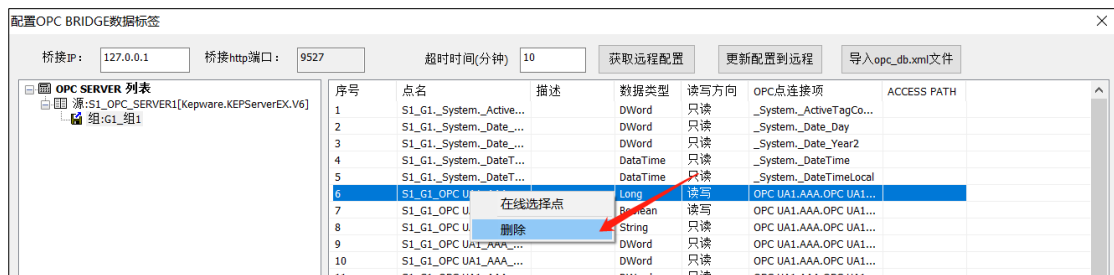 配置OPC BRIDGE数据标签
桥接IP: 127.0.0.1 桥接http端口: 9527 超时时间(分钟) 10 获取远程配置 更新配置到远程 导入opc_db.xml文件
OPC SERVER 列表
源:S1_OPC_SERVER1[Kepware.KEPServerEX.V6]
组:G1_组1
序号 点名 描述 数据类型 读写方向 OPC点连接项 ACCESS PATH
1 S1_G1._System._Active... DWord 只读 _System._ActiveTagCo...
2 S1_G1._System._Date_... DWord 只读 _System._Date_Day
3 S1_G1._System._Date_... DWord 只读 _System._Date_Year2
4 S1_G1._System._DateT... DataTime 只读 _System._DateTime
5 S1_G1._System._DateT... DataTime 只读 _System._DateTimeLocal
6 S1_G1_OPC UA1_AAA_... Long 读写 OPC UA1.AAA.OPC UA1...
7 S1_G1_OPC U Boolean 读写 OPC UA1.AAA.OPC UA1...
8 S1_G1_OPC U String 只读 OPC UA1.AAA.OPC UA1...
9 S1_G1_OPC UA1_AAA_... DWord 只读 OPC UA1.AAA.OPC UA1...
10 S1_G1_OPC UA1_AAA_... DWord 只读 OPC UA1.AAA.OPC UA1...
在线选择点
删除